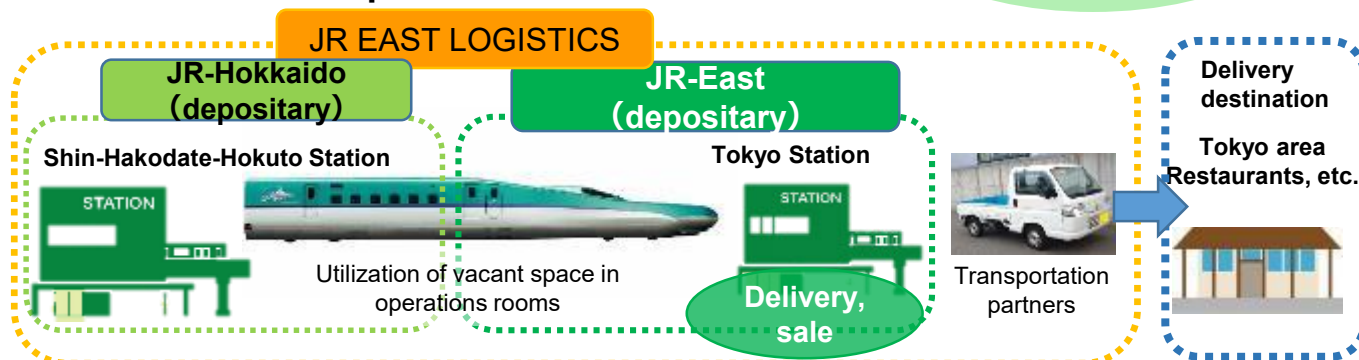 JR EAST LOGISTICS
JR-Hokkaido
（depositary）
JR-East
（depositary）
Delivery
destination
Shin-Hakodate-Hokuto Station
Tokyo Station
Tokyo area
Restaurants, etc.
STATION
STATION
Utilization of vacant space in
operations rooms
Delivery,
sale
Transportation
partners